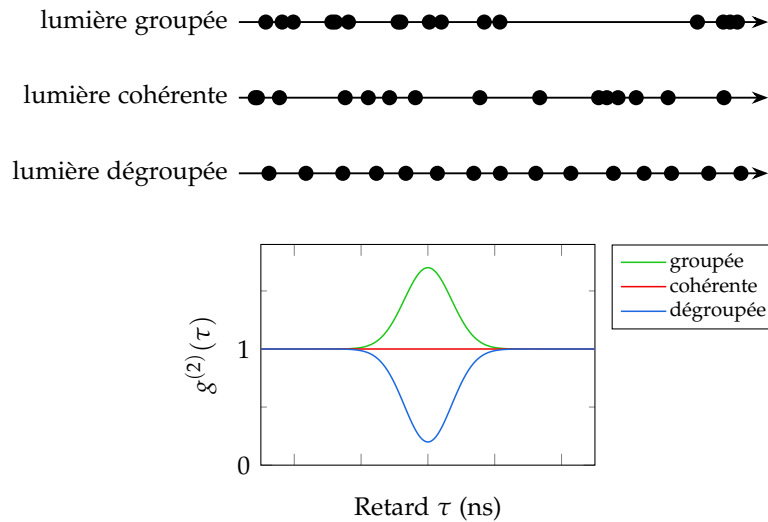 lumière groupée
lumière cohérente
lumière dégroupée
groupée
cohérente
dégroupée
1
0
g(2)(τ)
Retard τ (ns)